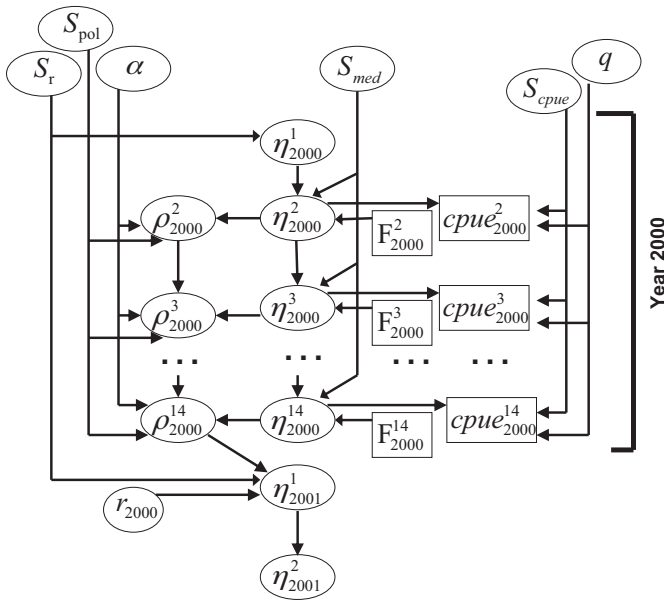 S_pol
S_r α S_med S_cpue q
η^1_2000
ρ^2_2000 η^2_2000 F^2_2000 cpue^2_2000
ρ^3_2000 η^3_2000 F^3_2000 cpue^3_2000
... ... ... ...
ρ^14_2000 η^14_2000 F^14_2000 cpue^14_2000
η^1_2001
r_2000
η^2_2001
Year 2000